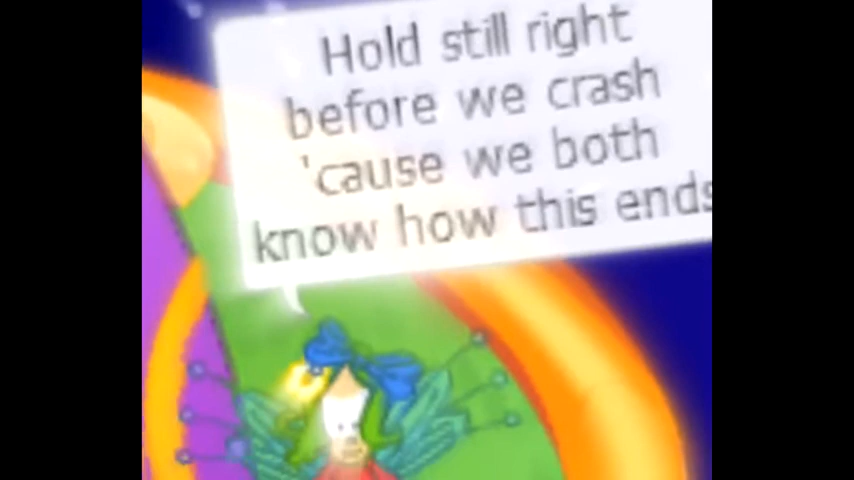 Hold still right
before we crash
'cause we both
know how this ends